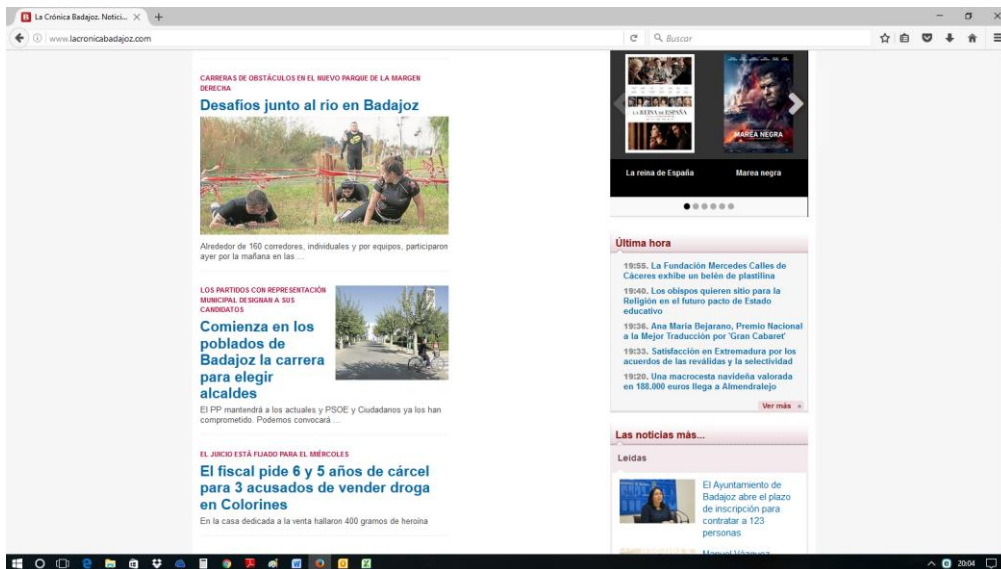 La Crónica Badajoz. Notici...
www.lacronicabadajoz.com
Buscar
CARRERAS DE OBSTÁCULOS EN EL NUEVO PARQUE DE LA MARGEN
DERECHA
Desafíos junto al río en Badajoz
Alrededor de 160 corredores, individuales y por equipos, participaron
ayer por la mañana en las ...
LOS PARTIDOS CON REPRESENTACIÓN
MUNICIPAL DESIGNAN A SUS
CANDIDATOS
Comienza en los
poblados de
Badajoz la carrera
para elegir
alcaldes
El PP mantendrá a los actuales y PSOE y Ciudadanos ya los han
comprometido. Podemos convocará ...
EL JUICIO ESTÁ FIJADO PARA EL MIÉRCOLES
El fiscal pide 6 y 5 años de cárcel
para 3 acusados de vender droga
en Colorines
En la casa dedicada a la venta hallaron 400 gramos de heroína
LA REINA DE ESPAÑA
MAREA NEGRA
La reina de España
Marea negra
Última hora
19:55. La Fundación Mercedes Calles de
Cáceres exhibe un belén de plastilina
19:40. Los obispos quieren sitio para la
Religión en el futuro pacto de Estado
educativo
19:36. Ana María Bejarano, Premio Nacional
a la Mejor Traducción por 'Gran Cabaret'
19:33. Satisfacción en Extremadura por los
acuerdos de las reválidas y la selectividad
19:20. Una macrocesta navideña valorada
en 188.000 euros llega a Almendralejo
Ver más »
Las noticias más...
Leidas
El Ayuntamiento de
Badajoz abre el plazo
de inscripción para
contratar a 123
personas
Manuel Vázquez
20:04